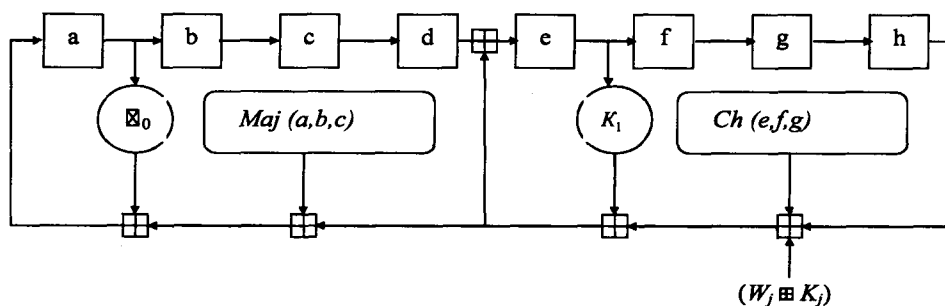 a b c d e f g h
⊠₀ Maj (a,b,c) K₁ Ch (e,f,g)
(Wⱼ ⊞ Kⱼ)